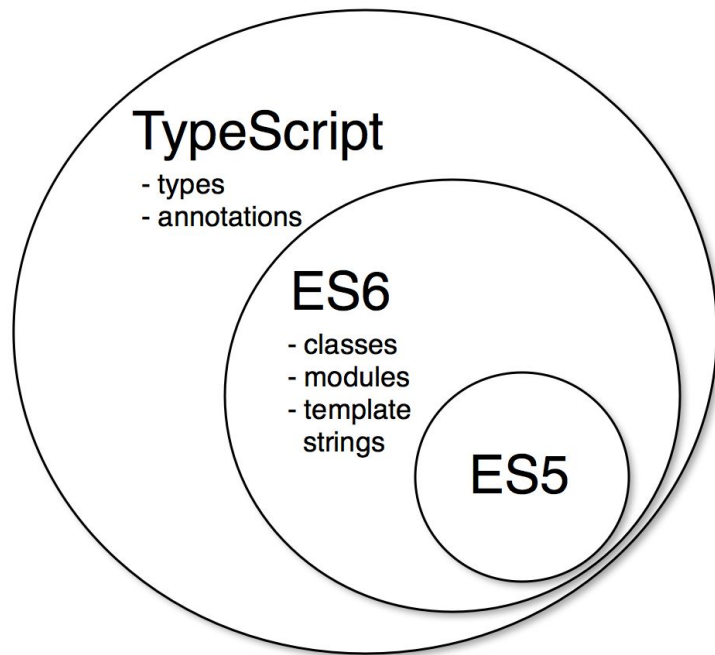 TypeScript
- types
- annotations
ES6
- classes
- modules
- template
strings
ES5